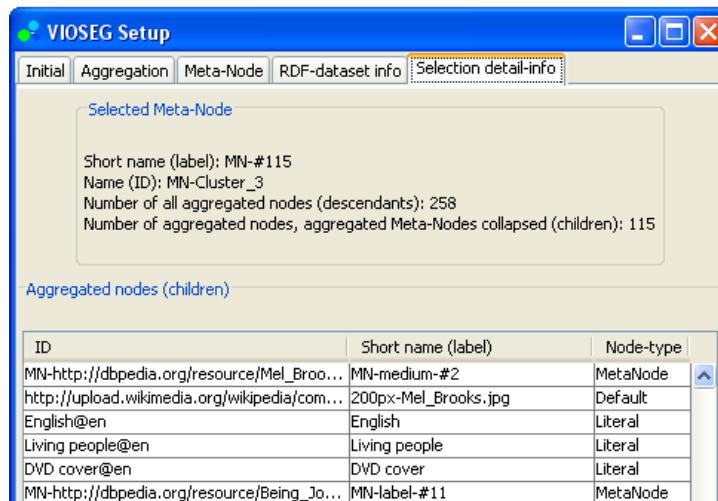 VIOSEG Setup
Initial Aggregation Meta-Node RDF-dataset info Selection detail-info
Selected Meta-Node
Short name (label): MN-#115
Name (ID): MN-Cluster_3
Number of all aggregated nodes (descendants): 258
Number of aggregated nodes, aggregated Meta-Nodes collapsed (children): 115
Aggregated nodes (children)
ID Short name (label) Node-type
MN-http://dbpedia.org/resource/Mel_Broo... MN-medium-#2 MetaNode
http://upload.wikimedia.org/wikipedia/com... 200px-Mel_Brooks.jpg Default
English@en English Literal
Living people@en Living people Literal
DVD cover@en DVD cover Literal
MN-http://dbpedia.org/resource/Being_Jo... MN-label-#11 MetaNode